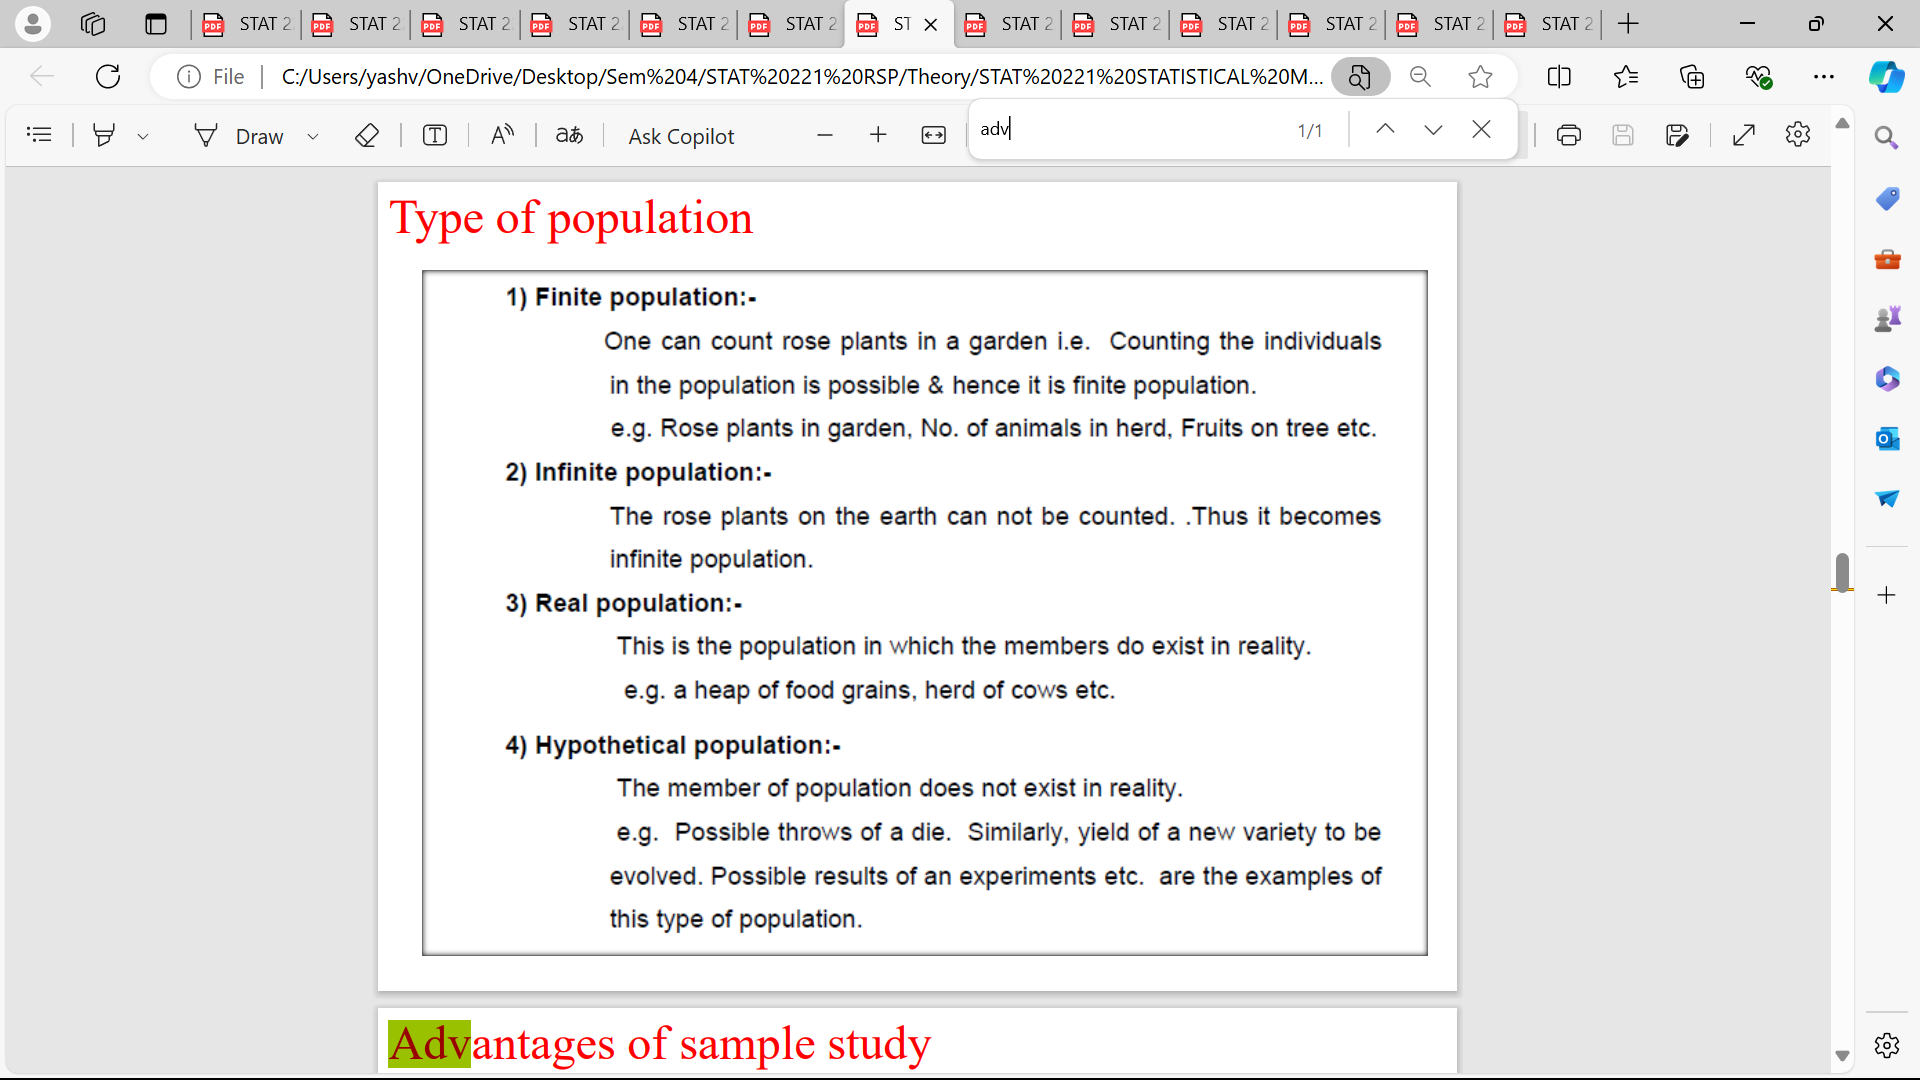 STAT 2 STAT 2 STAT 2 STAT 2 STAT 2 STAT 2 ST STAT 2 STAT 2 STAT 2 STAT 2 STAT 2 STAT 2
File C:/Users/yashv/OneDrive/Desktop/Sem%204/STAT%20221%20RSP/Theory/STAT%20221%20STATISTICAL%20M...
Draw Ask Copilot adv 1/1
Type of population
1) Finite population:-
One can count rose plants in a garden i.e. Counting the individuals
in the population is possible & hence it is finite population.
e.g. Rose plants in garden, No. of animals in herd, Fruits on tree etc.
2) Infinite population:-
The rose plants on the earth can not be counted. .Thus it becomes
infinite population.
3) Real population:-
This is the population in which the members do exist in reality.
e.g. a heap of food grains, herd of cows etc.
4) Hypothetical population:-
The member of population does not exist in reality.
e.g. Possible throws of a die. Similarly, yield of a new variety to be
evolved. Possible results of an experiments etc. are the examples of
this type of population.
Advantages of sample study